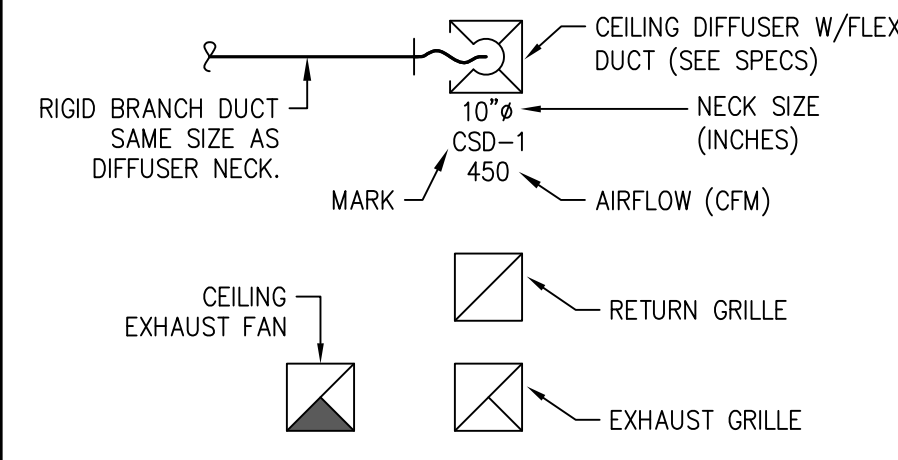 CEILING DIFFUSER W/FLEX
DUCT (SEE SPECS)
RIGID BRANCH DUCT
SAME SIZE AS
DIFFUSER NECK.
10"ø
CSD-1
450
NECK SIZE
(INCHES)
MARK
AIRFLOW (CFM)
CEILING
EXHAUST FAN
RETURN GRILLE
EXHAUST GRILLE